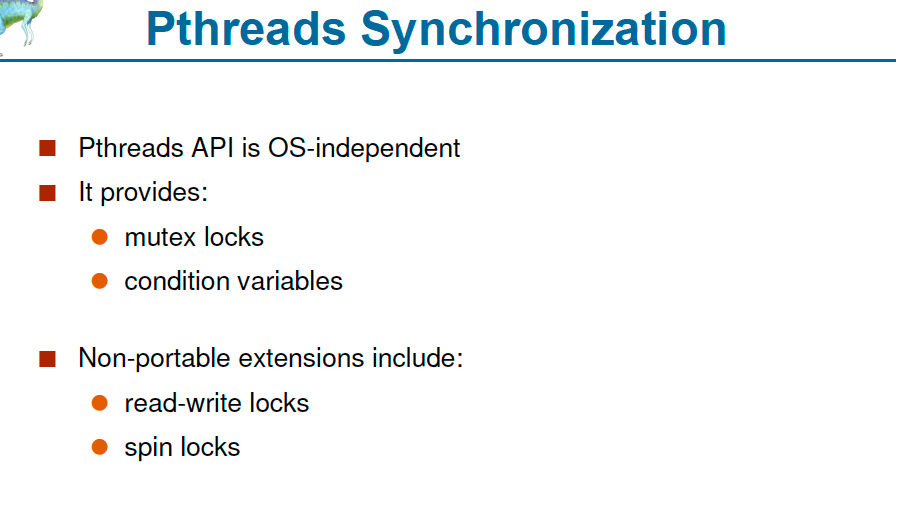 Pthreads Synchronization
Pthreads API is OS-independent
It provides:
mutex locks
condition variables
Non-portable extensions include:
read-write locks
spin locks